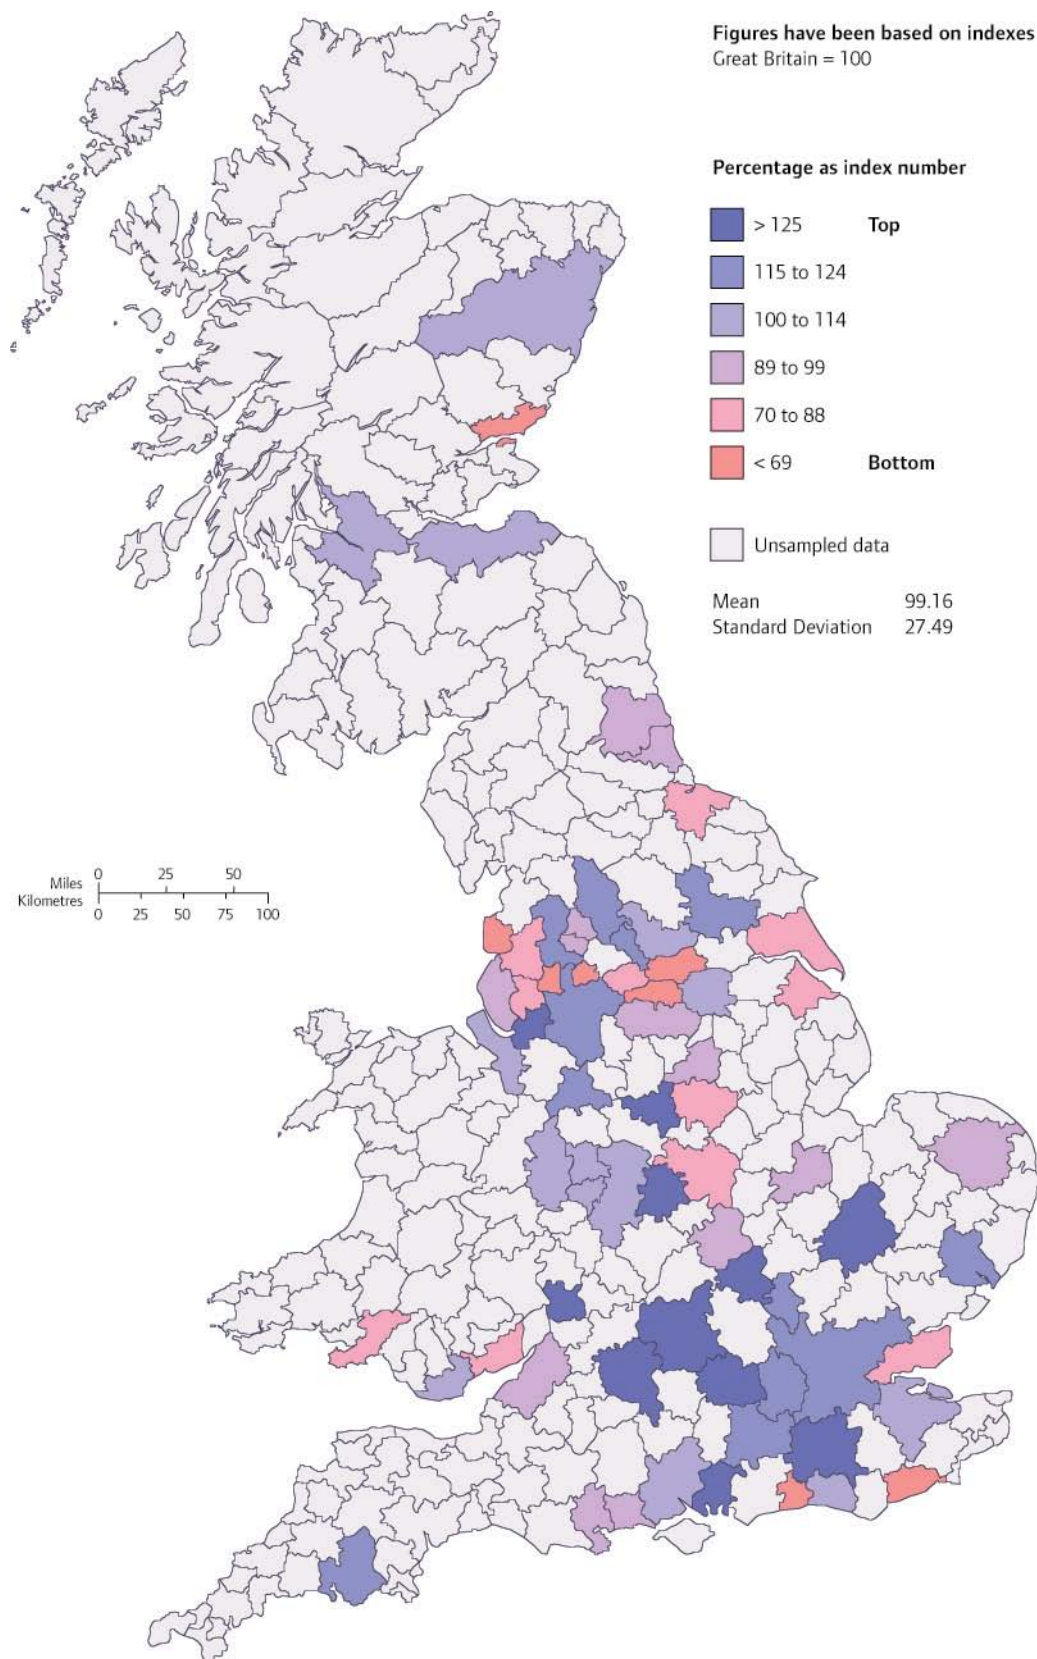 Figures have been based on indexes
Great Britain = 100
Percentage as index number
> 125 Top
115 to 124
100 to 114
89 to 99
70 to 88
< 69 Bottom
Unsampled data
Mean 99.16
Standard Deviation 27.49
0 25 50
Miles
Kilometres
0 25 50 75 100